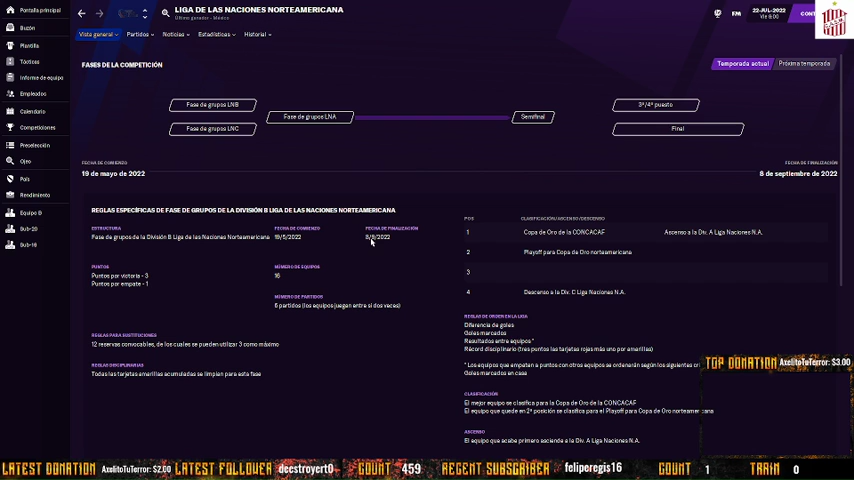 Portalla principal
Buzón
Plantilla
Tácticas
Informe de equipo
Empleados
Calendario
Competiciones
Preselección
Ojeo
País
Rendimiento
Equipo B
Sub-20
Sub-18
LIGA DE LAS NACIONES NORTEAMERICANA
Último ganador - México
FM
22-JUL-2022
Vie 6:00
CONT
Vista general
Partidos
Noticias
Estadísticas
Historial
FASES DE LA COMPETICIÓN
Temporada actual
Próxima temporada
Fase de grupos LNB
Fase de grupos LNC
Fase de grupos LNA
Semifinal
3º/4º puesto
Final
FECHA DE COMIENZO
19 de mayo de 2022
FECHA DE FINALIZACIÓN
8 de septiembre de 2022
REGLAS ESPECÍFICAS DE FASE DE GRUPOS DE LA DIVISIÓN B LIGA DE LAS NACIONES NORTEAMERICANA
ESTRUCTURA
Fase de grupos de la División B Liga de las Naciones Norteamericana
FECHA DE COMIENZO
19/5/2022
FECHA DE FINALIZACIÓN
8/9/2022
PUNTOS
Puntos por victoria - 3
Puntos por empate - 1
NÚMERO DE EQUIPOS
16
NÚMERO DE PARTIDOS
6 partidos (los equipos juegan entre sí dos veces)
REGLAS PARA SUSTITUCIONES
12 reservas convocables, de los cuales se pueden utilizar 3 como máximo
REGLAS DISCIPLINARIAS
Todas las tarjetas amarillas acumuladas se limpian para esta fase
POS
CLASIFICACIÓN/ASCENSO/DESCENSO
1 Copa de Oro de la CONCACAF Ascenso a la Div. A Liga Naciones N.A.
2 Playoff para Copa de Oro norteamericana
3
4 Descenso a la Div. C Liga Naciones N.A.
REGLAS DE ORDEN EN LA LIGA
Diferencia de goles
Goles marcados
Resultados entre equipos *
Récord disciplinario (tres puntos las tarjetas rojas más uno por amarillas)
* Los equipos que empatan a puntos con otros equipos se ordenarán según los siguientes cri
Goles marcados en casa
CLASIFICACIÓN
El mejor equipo se clasifica para la Copa de Oro de la CONCACAF
El equipo que quede en 2ª posición se clasifica para el Playoff para Copa de Oro norteamericana
ASCENSO
El equipo que acabe primero asciende a la Div. A Liga Naciones N.A.
TOP DONATION AxelitoTuTerror: $3.00
LATEST DONATION AxelitoTuTerror: $2.00 LATEST FOLLOWER deestroyert0 COUNT 459 RECENT SUBSCRIBER feliperegis16 COUNT 1 TRAIN 0